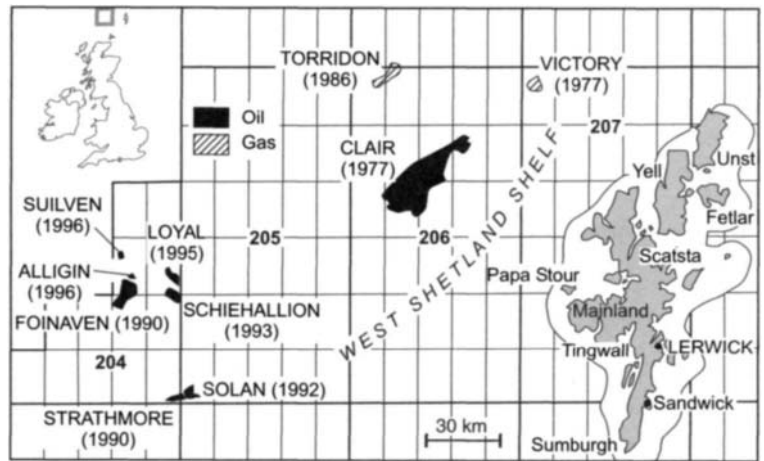 TORRIDON
(1986)
VICTORY
(1977)
Oil
Gas
CLAIR
(1977)
207
Unst
Yell
Fetlar
SUILVEN
(1996)
LOYAL
(1995)
205
206
WEST SHETLAND SHELF
Scatsta
ALLIGIN
(1996)
Papa Stour
SCHIEHALLION
(1993)
FOINAVEN (1990)
Mainland
204
Tingwall
LERWICK
SOLAN (1992)
Sandwick
STRATHMORE
(1990)
30 km
Sumburgh